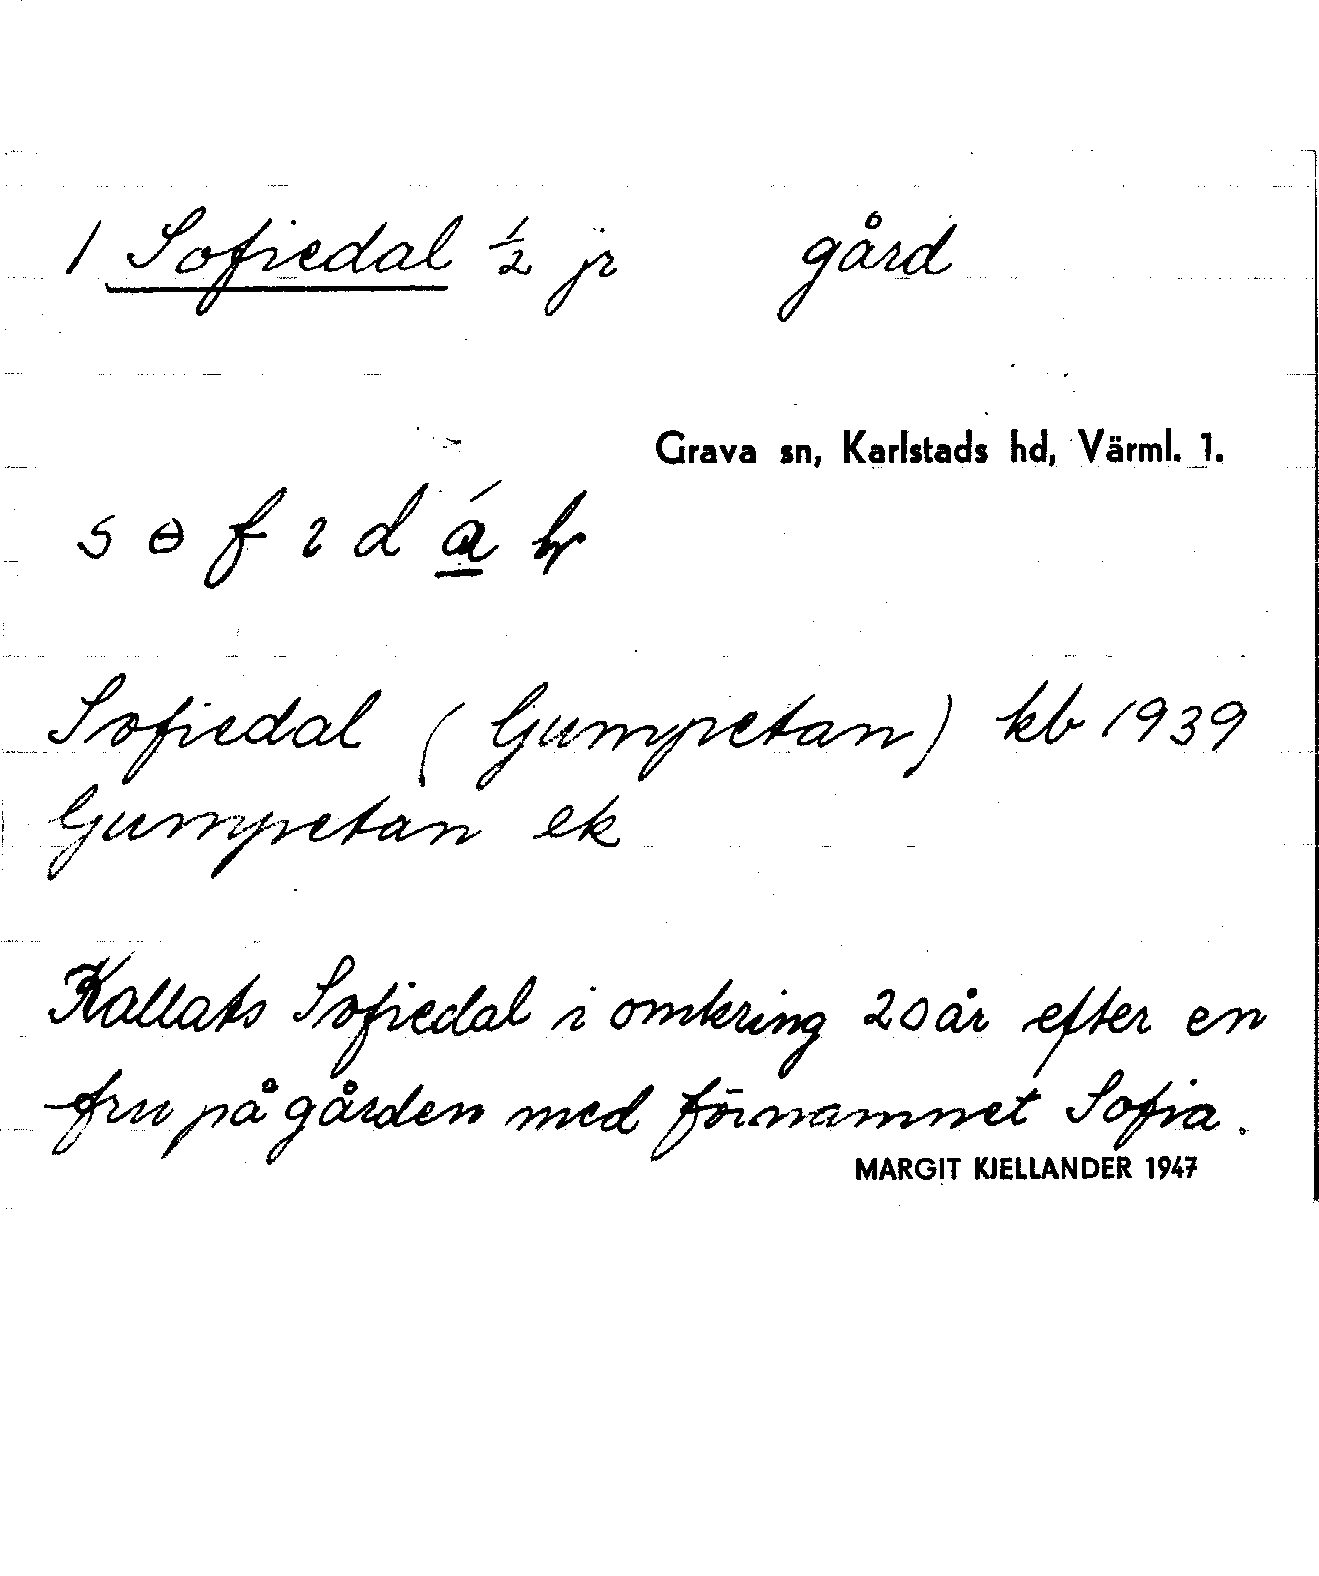 1 Sofiedal ½ jr gård
Grava sn, Karlstads hd, Värml. 1.
s ɵ f ɩ d á
Sofiedal (Gumpetan) kb 1939
Gumpetan ek
Kallats Sofiedal i omkring 20 år efter en
fru på gården med förnamnet Sofia.
MARGIT KJELLANDER 1947